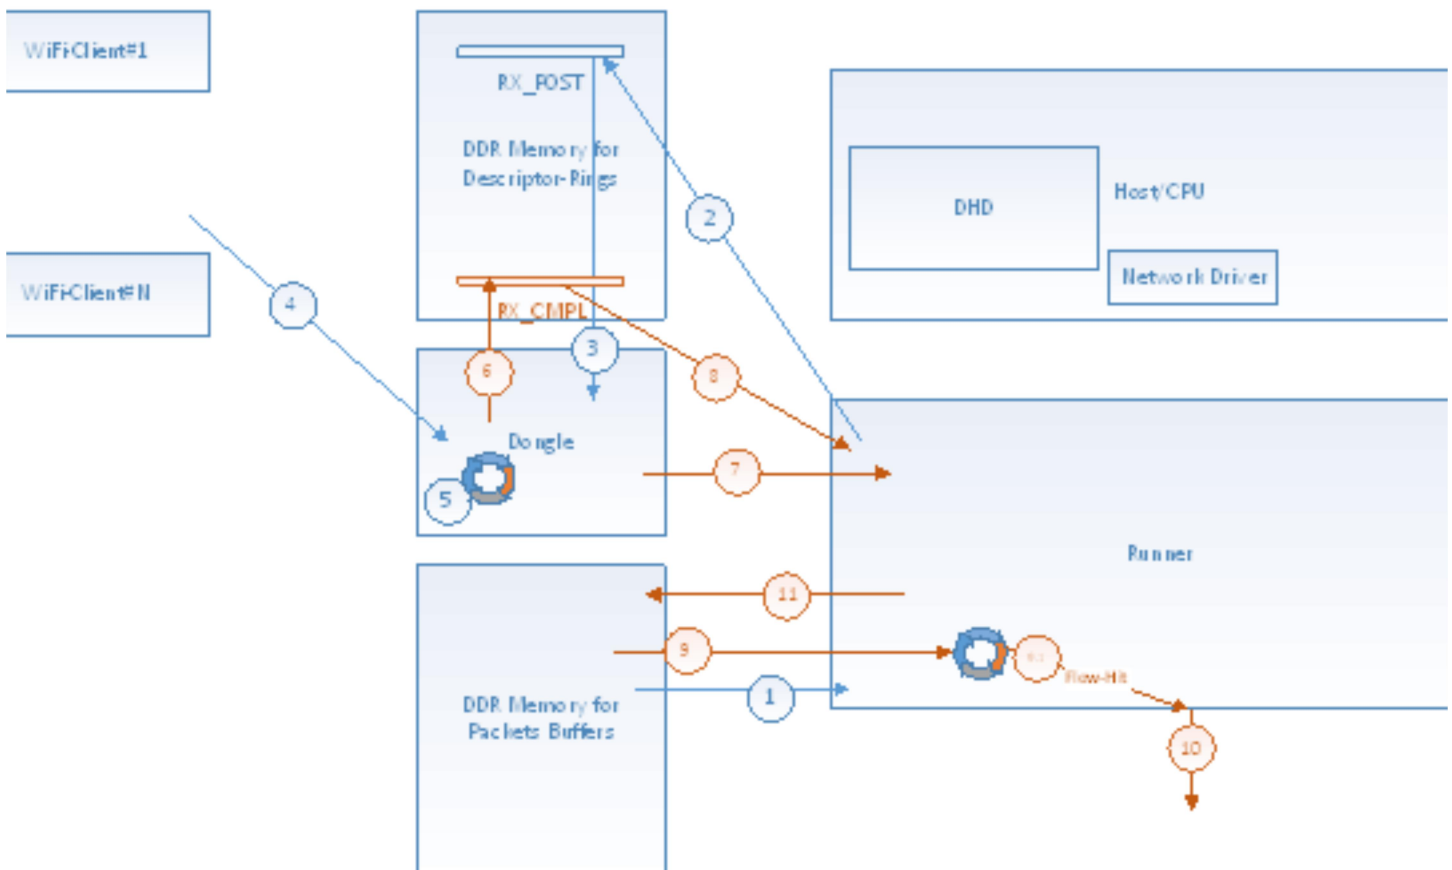 WiFi-Client#1
RX_POST
DDR Memory for
Descriptor-Rings
DHD
Host/CPU
2
Network Driver
WiFi-Client#N
4
RX_CMPL
3
6
8
Dongle
7
5
Runner
11
9
Flow-Hit
DDR Memory for
Packets Buffers
1
10